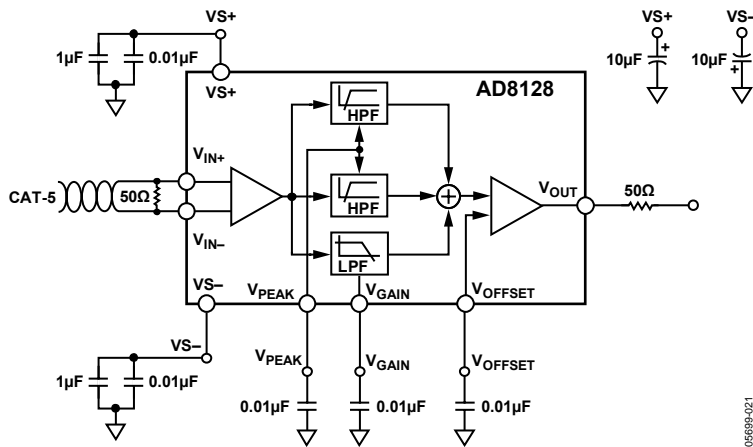 VS+
VS–
1µF
0.01µF
10µF
+
10µF
+
VS+
AD8128
HPF
V_IN+
CAT-5
50Ω
HPF
+
V_OUT
50Ω
V_IN–
LPF
VS–
V_PEAK
V_GAIN
V_OFFSET
VS–
V_PEAK
V_GAIN
V_OFFSET
1µF
0.01µF
0.01µF
0.01µF
0.01µF
05699-021
VS+